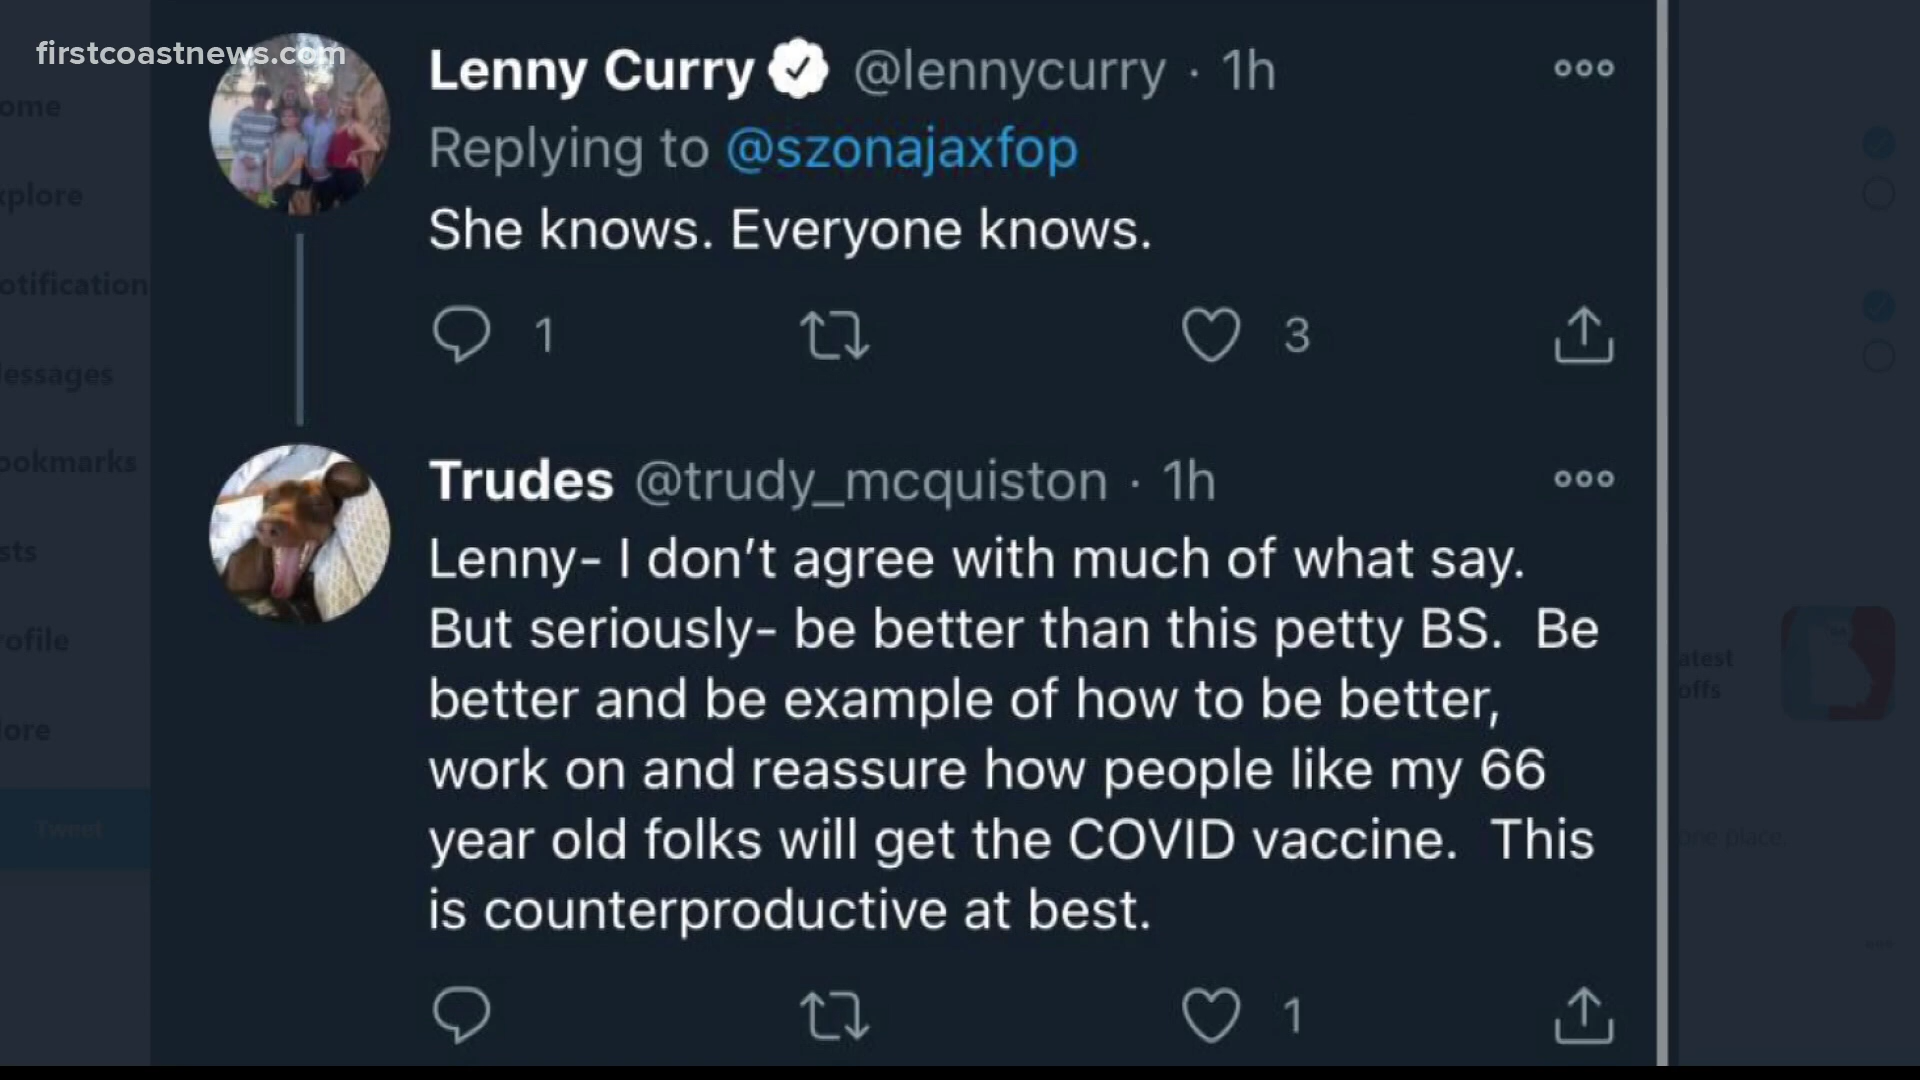 firstcoastnews.com
Lenny Curry @lennycurry · 1h
Replying to @szonajaxfop
She knows. Everyone knows.
1
3
Trudes @trudy_mcquiston · 1h
Lenny- I don't agree with much of what say.
But seriously- be better than this petty BS.  Be
better and be example of how to be better,
work on and reassure how people like my 66
year old folks will get the COVID vaccine.  This
is counterproductive at best.
1
ome
xplore
otification
essages
ookmarks
sts
rofile
ore
Tweet
atest
offs
one place.